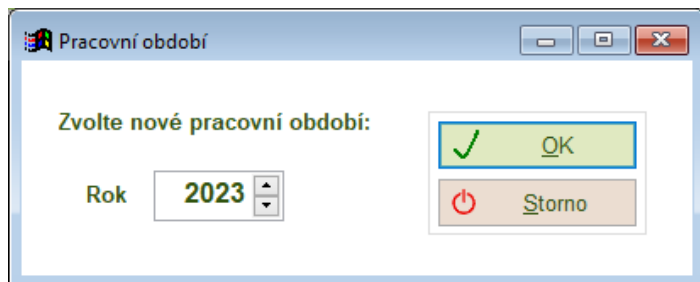 Pracovní období
Zvolte nové pracovní období:
Rok 2023
OK
Storno